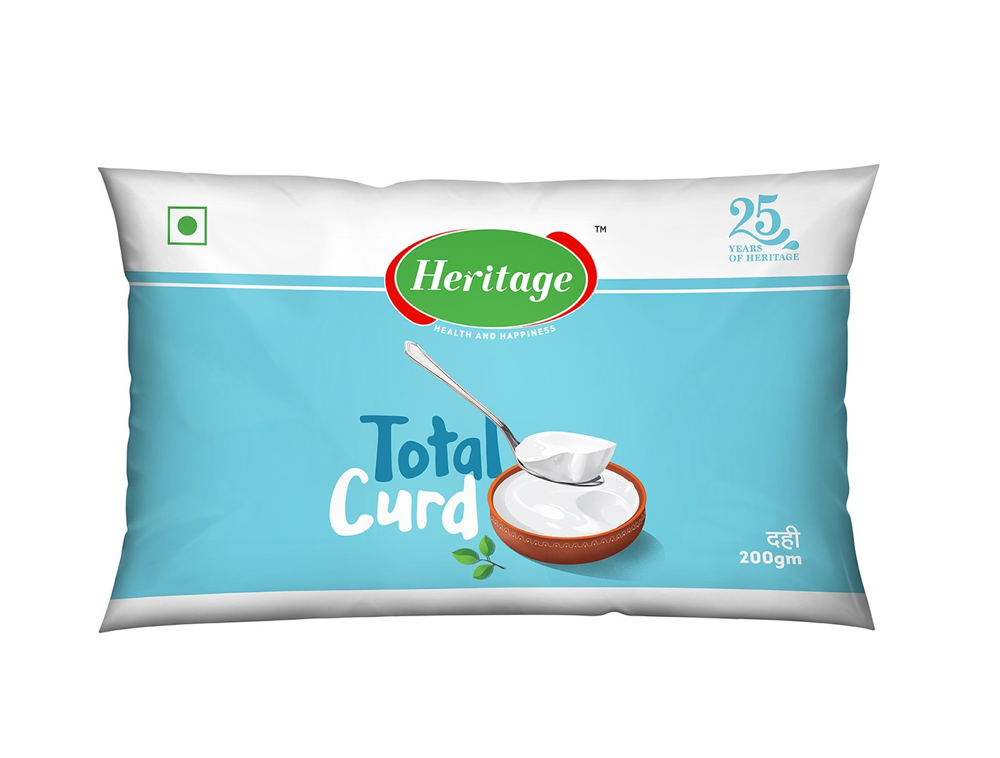 25
YEARS
OF HERITAGE
Heritage
TM
HEALTH AND HAPPINESS
Total
Curd
दही
200gm